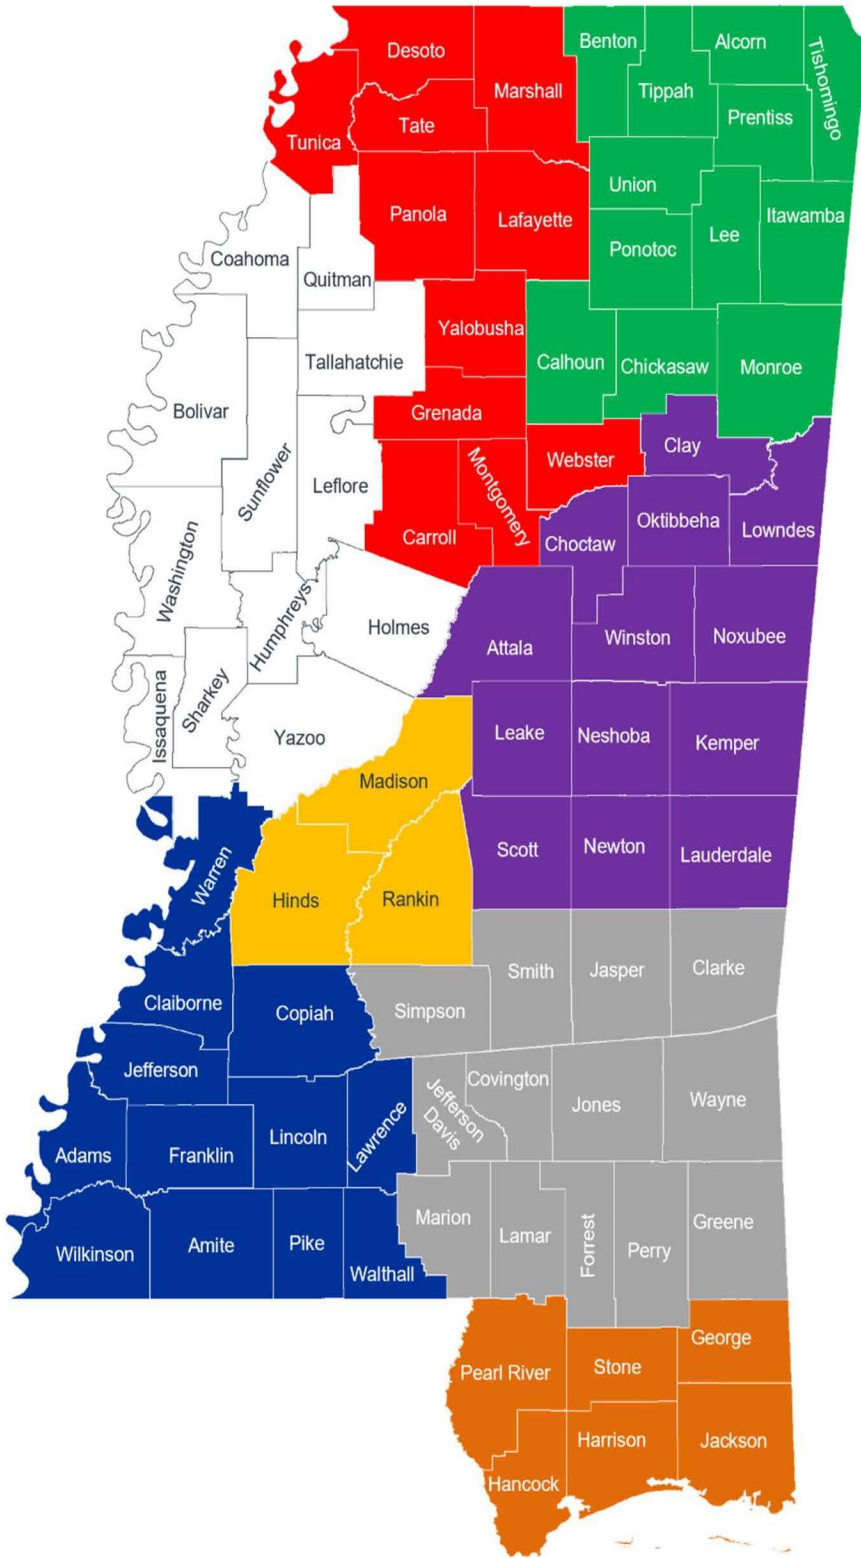 Desoto
Benton
Alcorn
Tishomingo
Marshall
Tippah
Prentiss
Tunica
Tate
Union
Panola
Lafayette
Itawamba
Lee
Ponotoc
Coahoma
Quitman
Yalobusha
Tallahatchie
Calhoun
Chickasaw
Monroe
Bolivar
Grenada
Clay
Webster
Sunflower
Leflore
Montgomery
Oktibbeha
Lowndes
Carroll
Choctaw
Washington
Humphreys
Holmes
Winston
Noxubee
Attala
Issaquena
Sharkey
Yazoo
Leake
Neshoba
Kemper
Madison
Scott
Newton
Lauderdale
Warren
Hinds
Rankin
Smith
Jasper
Clarke
Claiborne
Copiah
Simpson
Jefferson
Covington
Jones
Wayne
Jefferson
Davis
Lawrence
Lincoln
Adams
Franklin
Marion
Lamar
Forrest
Perry
Greene
Wilkinson
Amite
Pike
Walthall
George
Pearl River
Stone
Harrison
Jackson
Hancock